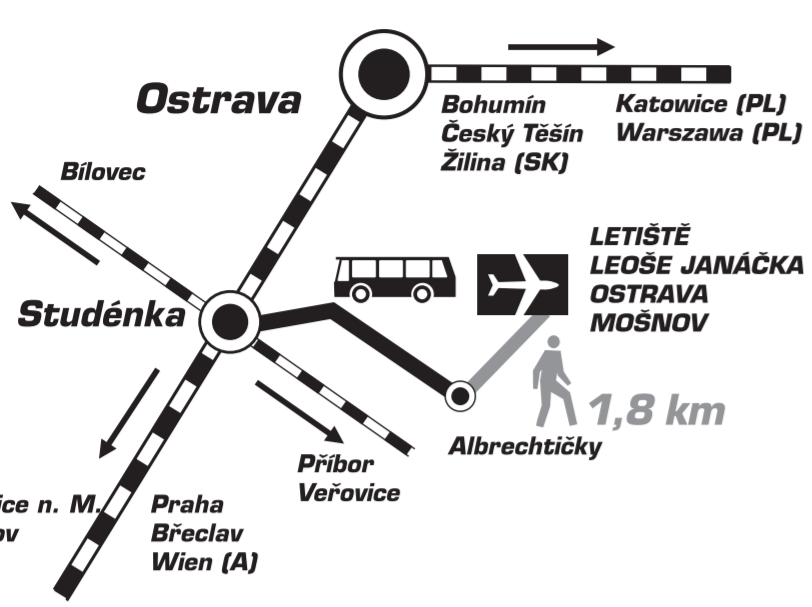 Ostrava
Bohumín
Český Těšín
Žilina (SK)
Katowice (PL)
Warszawa (PL)
Bílovec
LETIŠTĚ
LEOŠE JANÁČKA
OSTRAVA
MOŠNOV
Studénka
1,8 km
Albrechtičky
Příbor
Veřovice
n. M.
Praha
Břeclav
Wien (A)